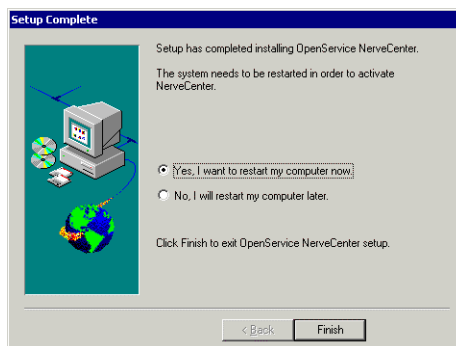 Setup Complete
Setup has completed installing OpenService NerveCenter.
The system needs to be restarted in order to activate
NerveCenter.
Yes, I want to restart my computer now.
No, I will restart my computer later.
Click Finish to exit OpenService NerveCenter setup.
< Back
Finish